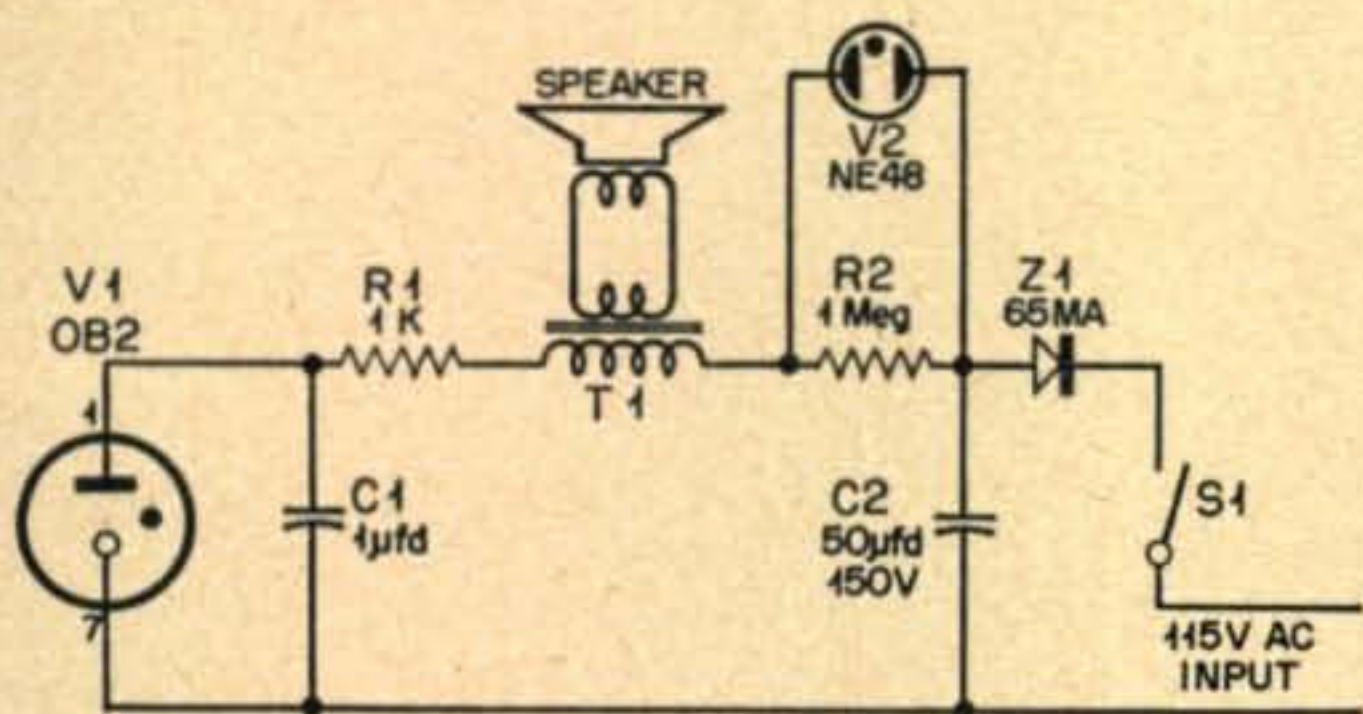 SPEAKER
V2
NE48
V1
OB2
R1
1K
R2
1 Meg
Z1
65MA
T1
1
C1
1µfd
C2
50µfd
150V
S1
7
115V AC
INPUT